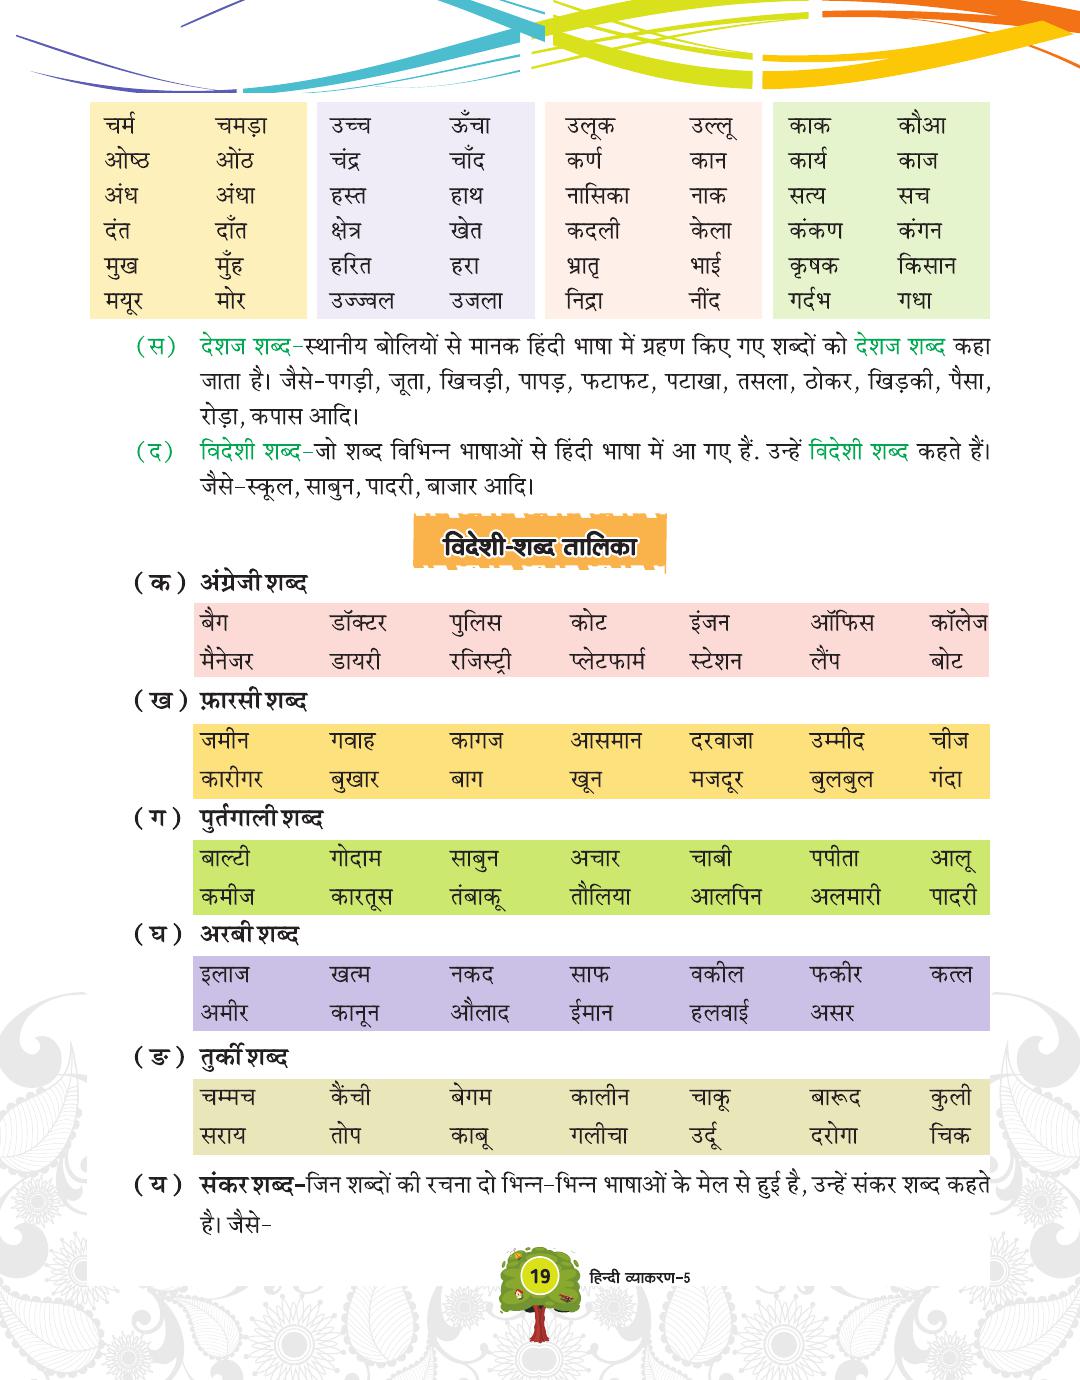 चर्म चमड़ा उच्च ऊँचा उलूक उल्लू काक कौआ
ओष्ठ ओंठ चंद्र चाँद कर्ण कान कार्य काज
अंध अंधा हस्त हाथ नासिका नाक सत्य सच
दंत दाँत क्षेत्र खेत कदली केला कंकण कंगन
मुख मुँह हरित हरा भ्रातृ भाई कृषक किसान
मयूर मोर उज्ज्वल उजला निद्रा नींद गर्दभ गधा
(स) देशज शब्द–स्थानीय बोलियों से मानक हिंदी भाषा में ग्रहण किए गए शब्दों को देशज शब्द कहा
जाता है। जैसे–पगड़ी, जूता, खिचड़ी, पापड़, फटाफट, पटाखा, तसला, ठोकर, खिड़की, पैसा,
रोड़ा, कपास आदि।
(द) विदेशी शब्द–जो शब्द विभिन्न भाषाओं से हिंदी भाषा में आ गए हैं. उन्हें विदेशी शब्द कहते हैं।
जैसे–स्कूल, साबुन, पादरी, बाजार आदि।
विदेशी-शब्द तालिका
(क) अंग्रेजी शब्द
बैग डॉक्टर पुलिस कोट इंजन ऑफिस कॉलेज
मैनेजर डायरी रजिस्ट्री प्लेटफार्म स्टेशन लैंप बोट
(ख) फ़ारसी शब्द
जमीन गवाह कागज आसमान दरवाजा उम्मीद चीज
कारीगर बुखार बाग खून मजदूर बुलबुल गंदा
(ग) पुर्तगाली शब्द
बाल्टी गोदाम साबुन अचार चाबी पपीता आलू
कमीज कारतूस तंबाकू तौलिया आलपिन अलमारी पादरी
(घ) अरबी शब्द
इलाज खत्म नकद साफ वकील फकीर कत्ल
अमीर कानून औलाद ईमान हलवाई असर
(ङ) तुर्की शब्द
चम्मच कैंची बेगम कालीन चाकू बारूद कुली
सराय तोप काबू गलीचा उर्दू दरोगा चिक
(य) संकर शब्द–जिन शब्दों की रचना दो भिन्न–भिन्न भाषाओं के मेल से हुई है, उन्हें संकर शब्द कहते
है। जैसे–
19 हिन्दी व्याकरण–5